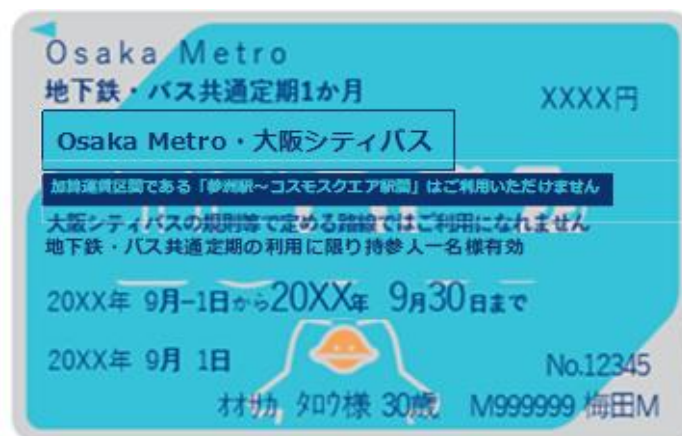 Osaka Metro
地下鉄・バス共通定期1か月
XXXX円
Osaka Metro・大阪シティバス
加算運賃区間である「夢洲駅～コスモスクエア駅間」はご利用いただけません
大阪シティバスの規則等で定める路線ではご利用になれません
地下鉄・バス共通定期の利用に限り持参人一名様有効
20XX年 9月-1日から20XX年 9月30日まで
20XX年 9月 1日
No.12345
オオサカ タロウ様 30歳 M999999 梅田M